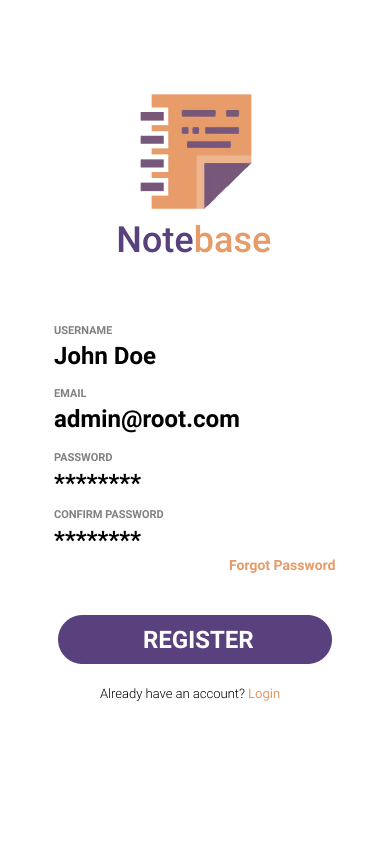 Notebase
USERNAME
John Doe
EMAIL
admin@root.com
PASSWORD
********
CONFIRM PASSWORD
********
Forgot Password
REGISTER
Already have an account? Login